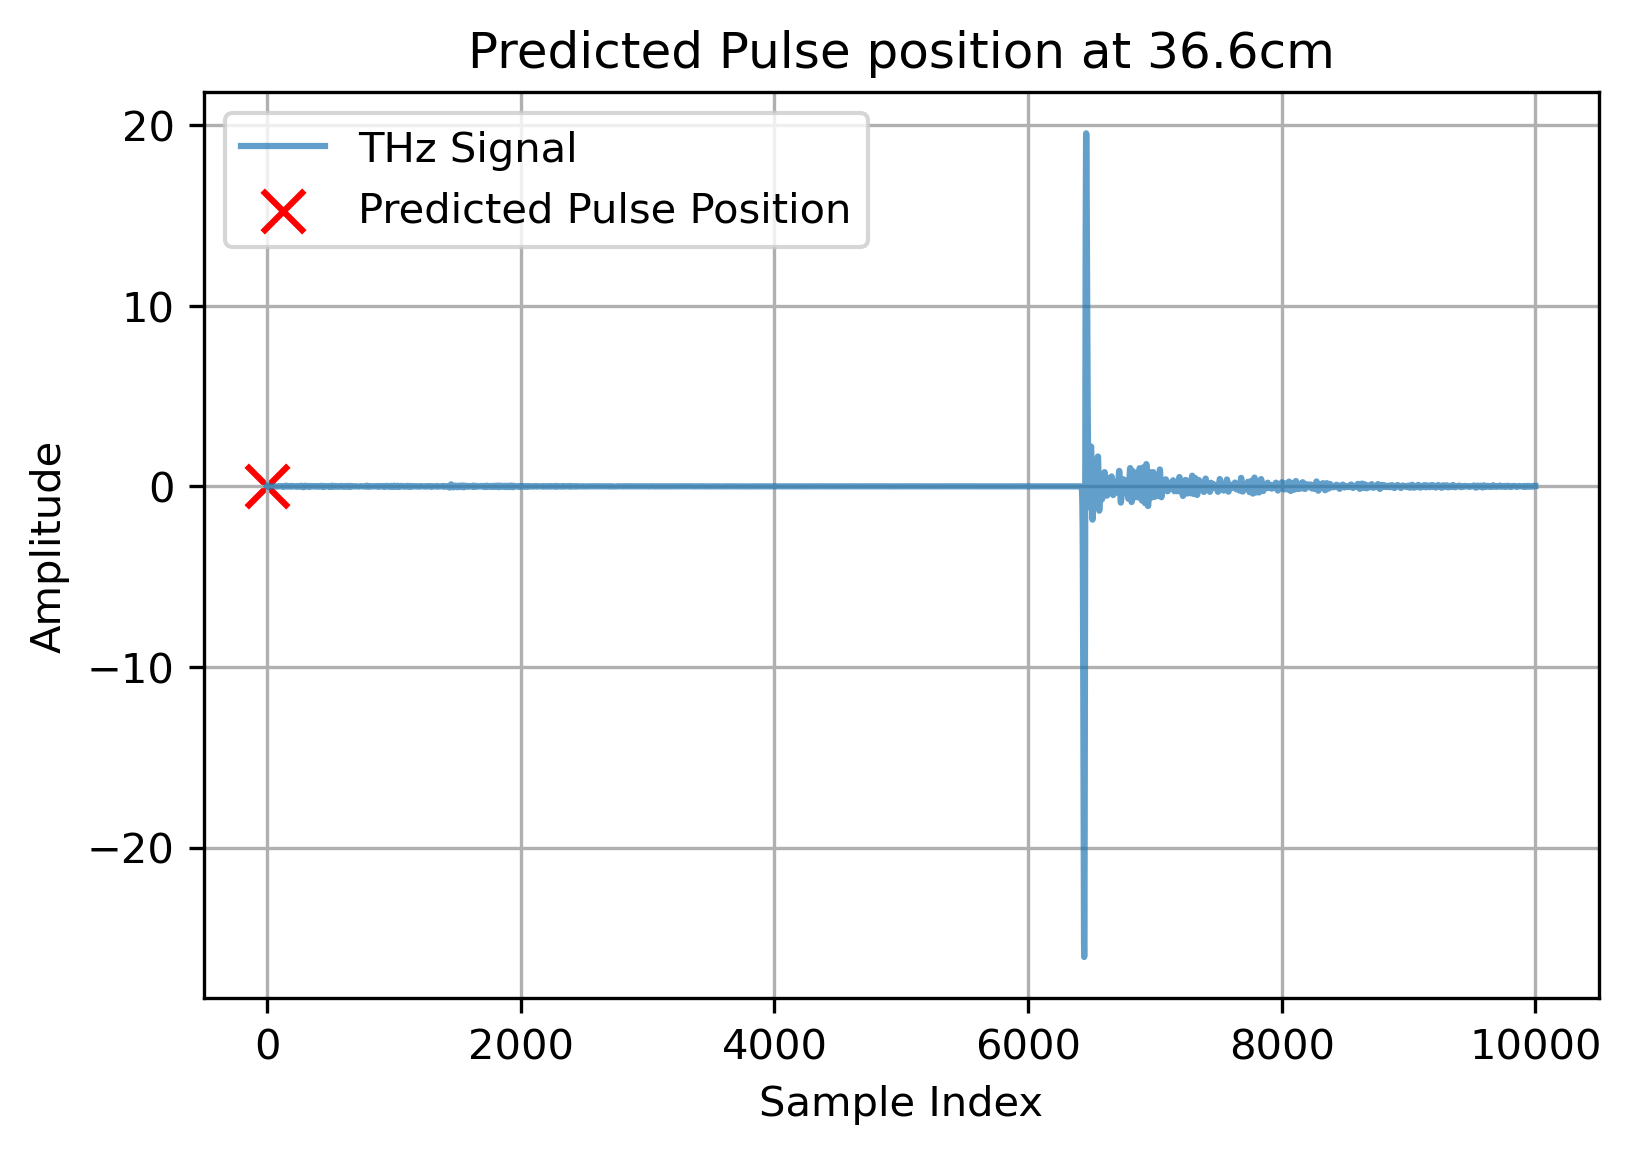 Predicted Pulse position at 36.6cm
THz Signal
Predicted Pulse Position
20
10
0
−10
−20
Amplitude
0 2000 4000 6000 8000 10000
Sample Index